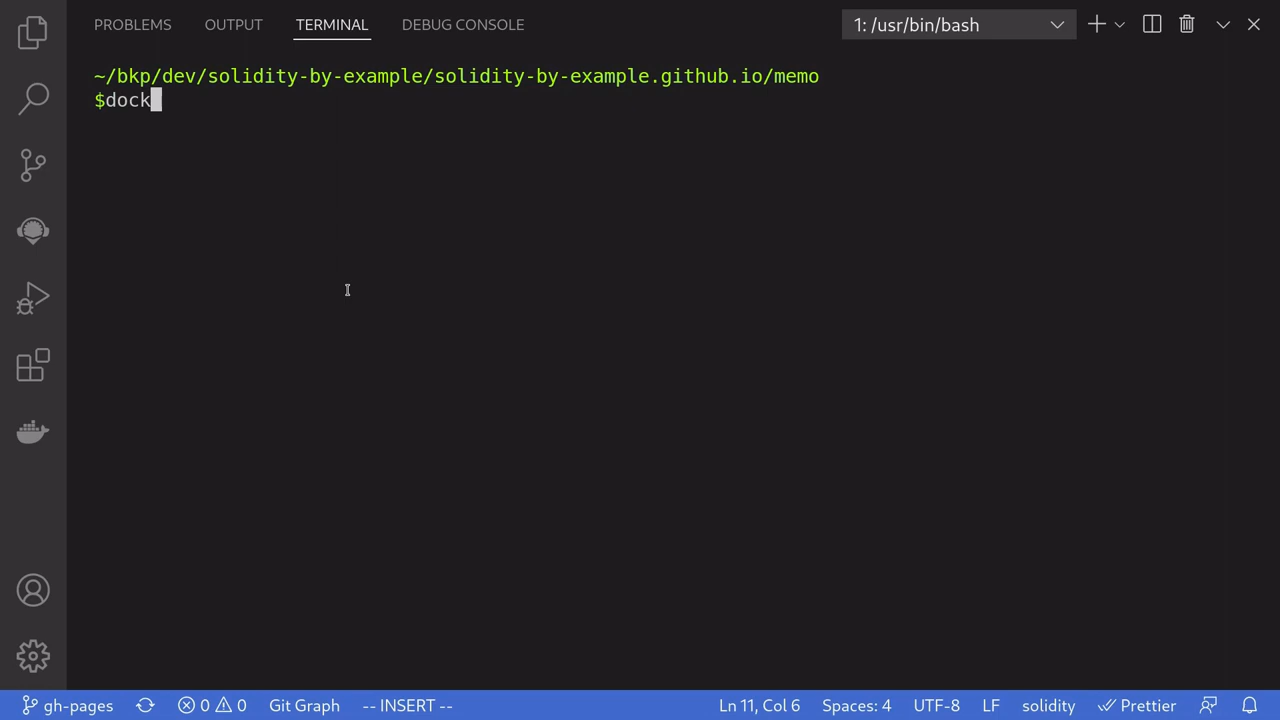 PROBLEMS OUTPUT TERMINAL DEBUG CONSOLE 1: /usr/bin/bash
~/bkp/dev/solidity-by-example/solidity-by-example.github.io/memo
$dock
gh-pages 0 0 Git Graph -- INSERT -- Ln 11, Col 6 Spaces: 4 UTF-8 LF solidity Prettier